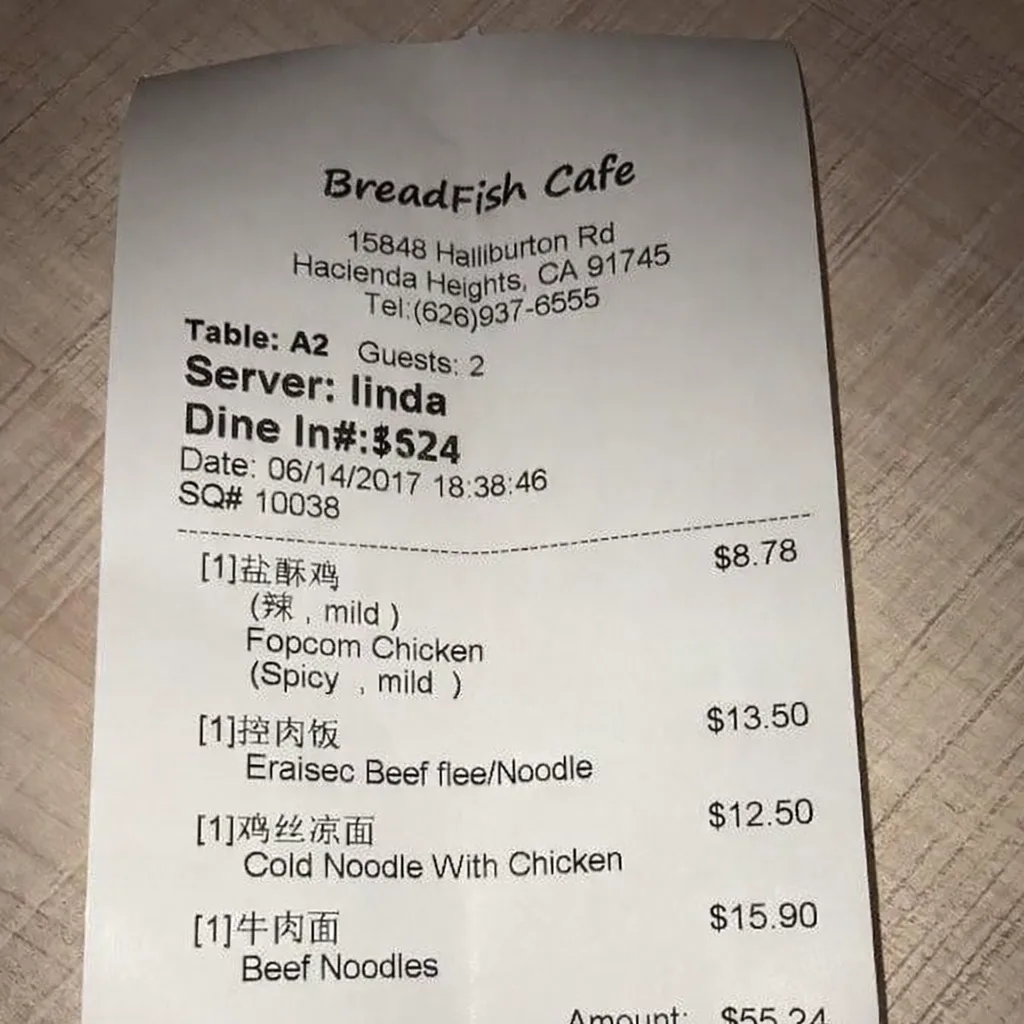 BreadFish Cafe
15848 Halliburton Rd
Hacienda Heights, CA 91745
Tel:(626)937-6555
Table: A2 Guests: 2
Server: linda
Dine In#:$524
Date: 06/14/2017 18:38:46
SQ# 10038
[1]盐酥鸡 $8.78
(辣 , mild )
Fopcom Chicken
(Spicy , mild )
[1]控肉饭 $13.50
Eraisec Beef flee/Noodle
[1]鸡丝凉面 $12.50
Cold Noodle With Chicken
[1]牛肉面 $15.90
Beef Noodles
Amount: $55.24